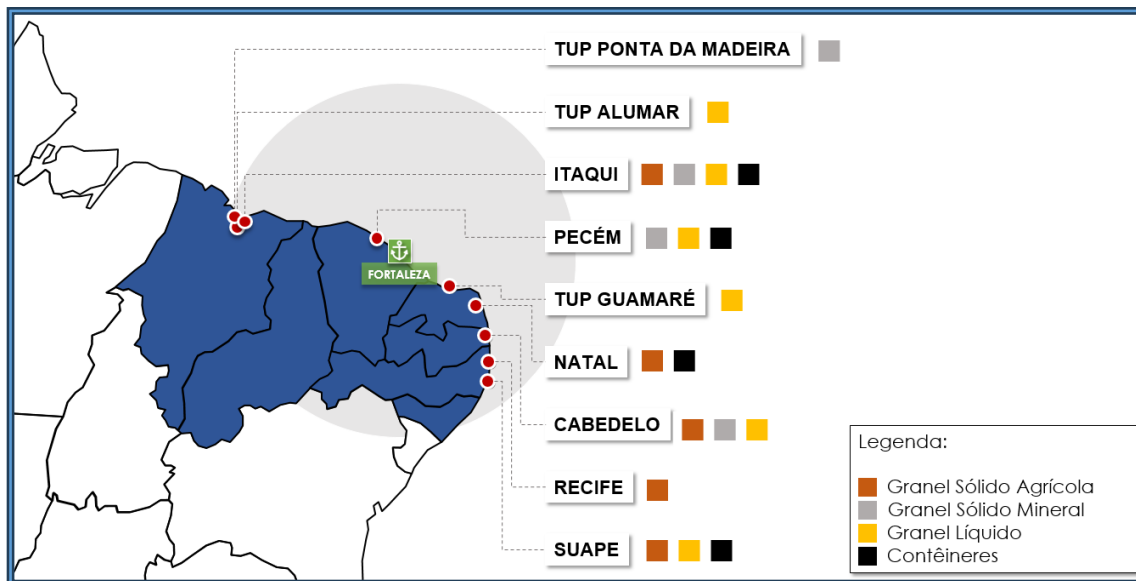 TUP PONTA DA MADEIRA
TUP ALUMAR
ITAQUI
PECÉM
FORTALEZA
TUP GUAMARÉ
NATAL
CABEDELO
RECIFE
SUAPE
Legenda:
Granel Sólido Agrícola
Granel Sólido Mineral
Granel Líquido
Contêineres